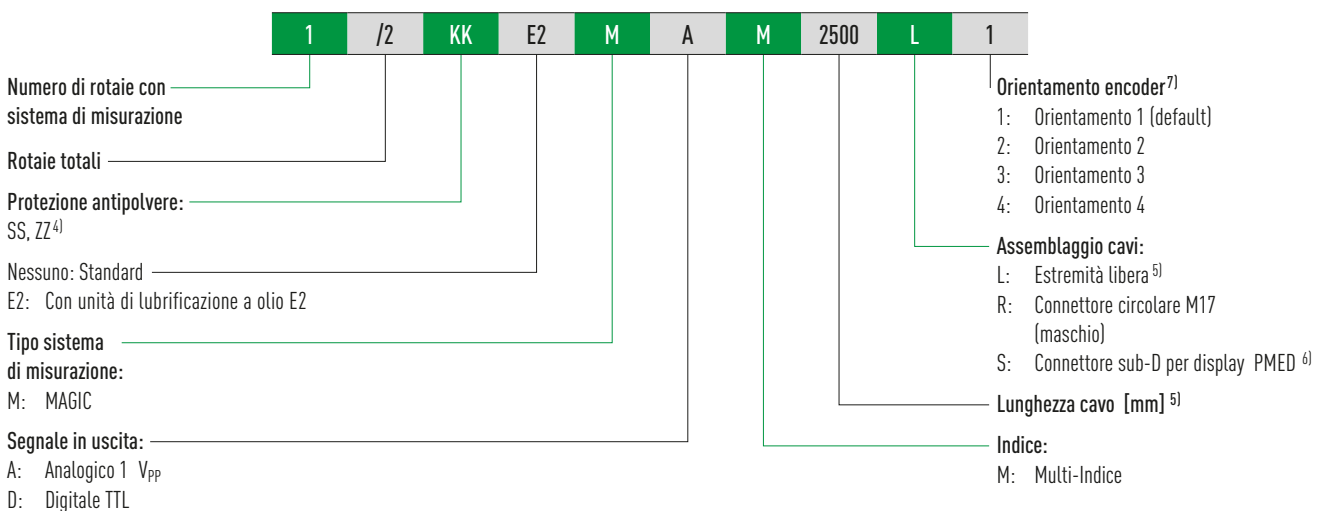 1 /2 KK E2 M A M 2500 L 1
Numero di rotaie con
sistema di misurazione
Rotaie totali
Protezione antipolvere:
SS, ZZ 4)
Nessuno: Standard
E2: Con unità di lubrificazione a olio E2
Tipo sistema
di misurazione:
M: MAGIC
Segnale in uscita:
A: Analogico 1 VPP
D: Digitale TTL
Orientamento encoder 7)
1: Orientamento 1 (default)
2: Orientamento 2
3: Orientamento 3
4: Orientamento 4
Assemblaggio cavi:
L: Estremità libera 5)
R: Connettore circolare M17
(maschio)
S: Connettore sub-D per display PMED 6)
Lunghezza cavo [mm] 5)
Indice:
M: Multi-Indice